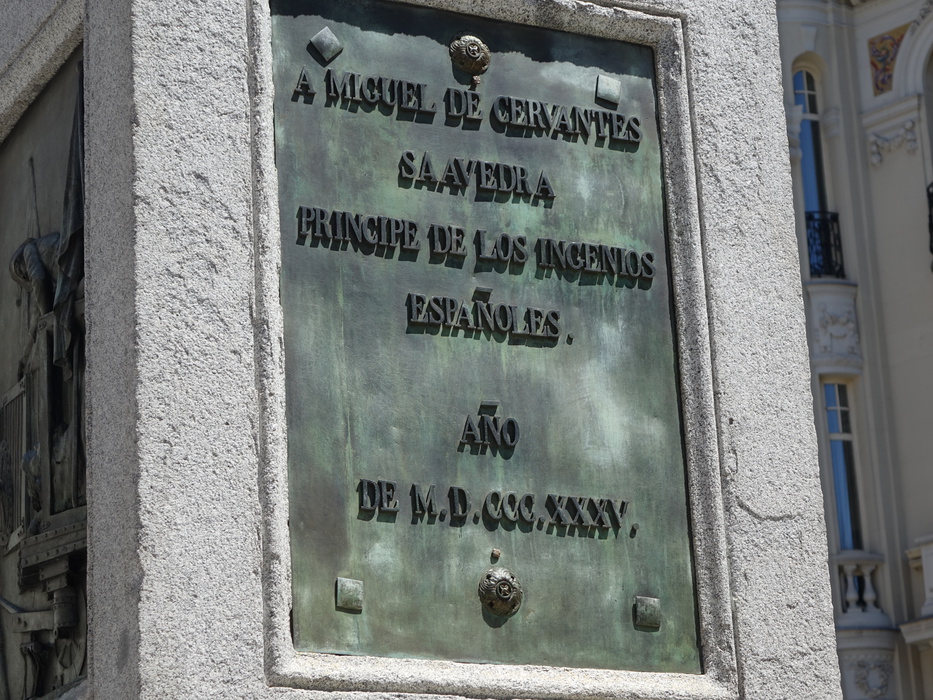 A MIGUEL DE CERVANTES
SAAVEDRA
PRINCIPE DE LOS INGENIOS
ESPAÑOLES.
AÑO
DE M.D.CCC.XXXV.